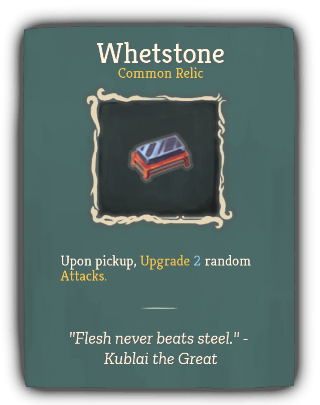 Whetstone
Common Relic
Upon pickup, Upgrade 2 random
Attacks.
"Flesh never beats steel." -
Kublai the Great